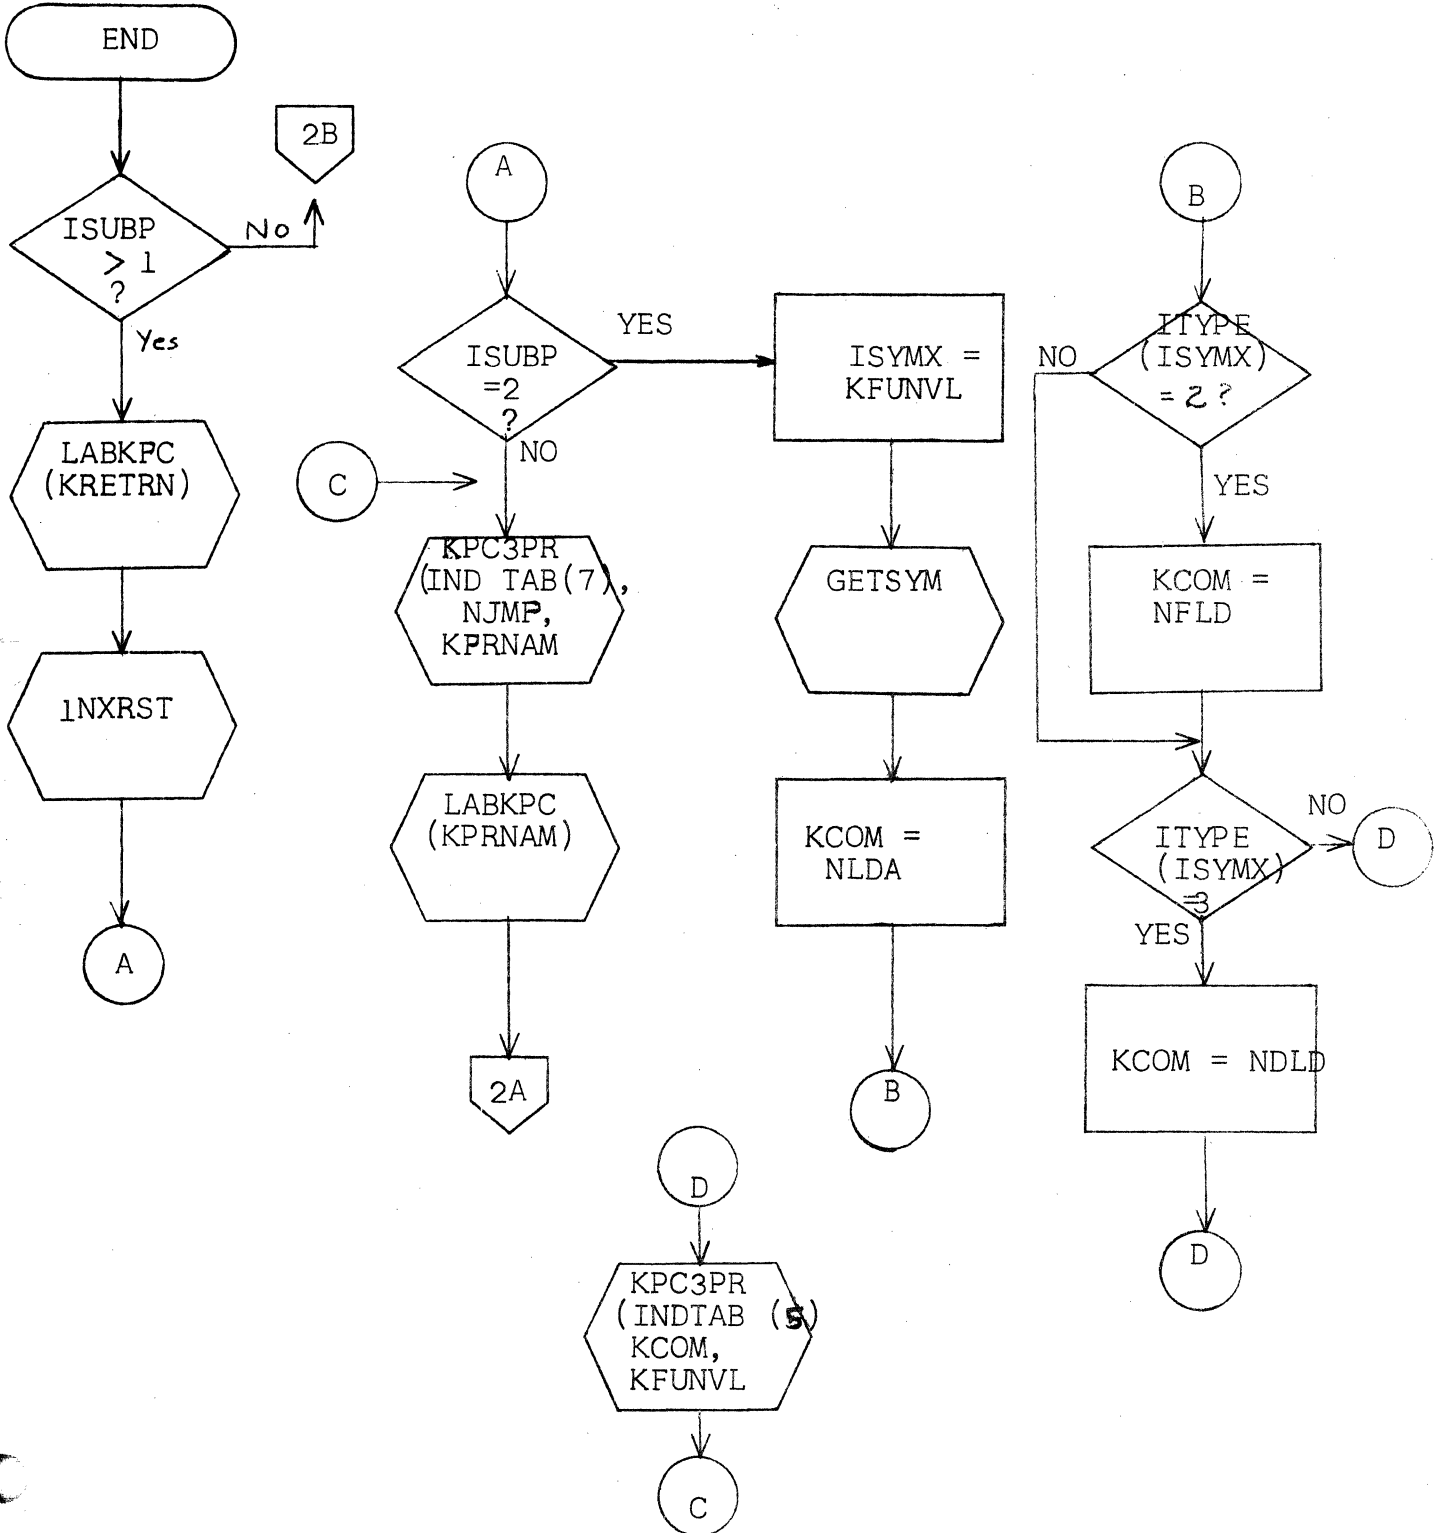 END
2B
ISUBP
> 1
?
No
Yes
LABKPC
(KRETRN)
1NXRST
A
A
ISUBP
=2
?
YES
NO
C
KPC3PR
(IND TAB(7),
NJMP,
KPRNAM
LABKPC
(KPRNAM)
2A
ISYMX =
KFUNVL
GETSYM
KCOM =
NLDA
B
B
ITYPE
(ISYMX)
= 2 ?
NO
YES
KCOM =
NFLD
ITYPE
(ISYMX)
=3
NO
D
YES
KCOM = NDLD
D
D
KPC3PR
(INDTAB (5)
KCOM,
KFUNVL
C